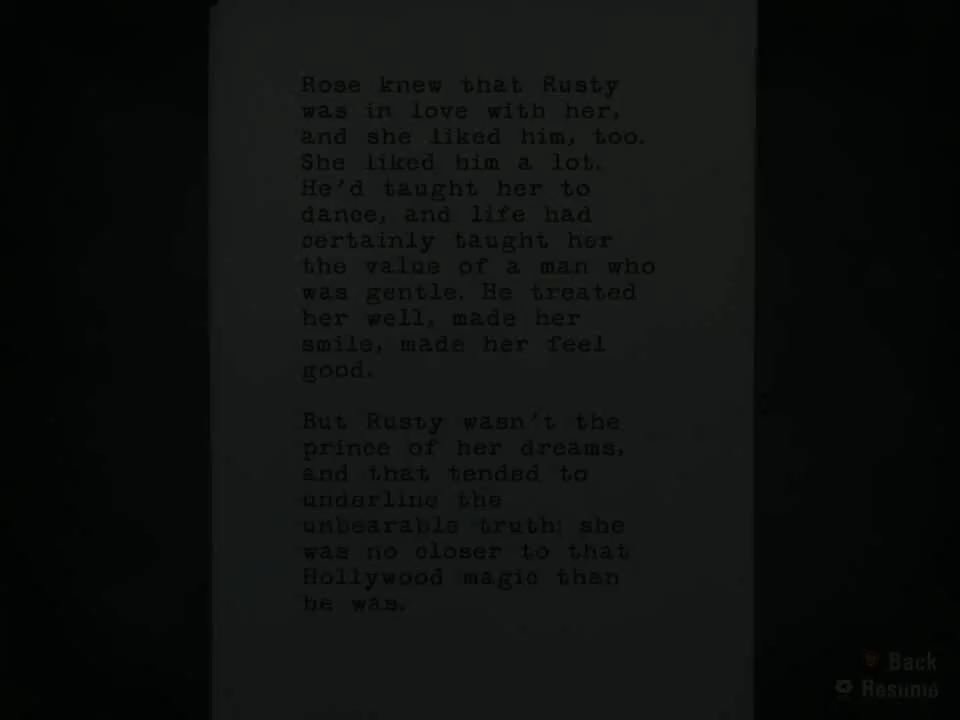 Rose knew that Rusty
was in love with her,
and she liked him, too.
She liked him a lot.
He'd taught her to
dance, and life had
certainly taught her
the value of a man who
was gentle. He treated
her well, made her
smile, made her feel
good.
But Rusty wasn't the
prince of her dreams,
and that tended to
underline the
unbearable truth: she
was no closer to that
Hollywood magic than
he was.
Back
Resume